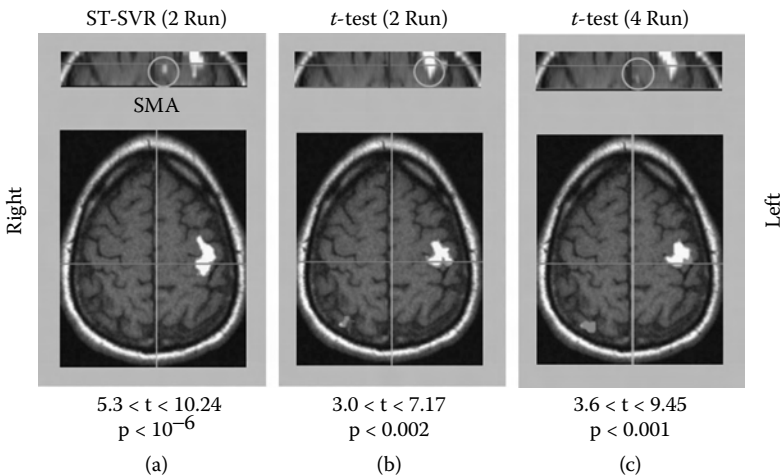 ST-SVR (2 Run)
t-test (2 Run)
t-test (4 Run)
SMA
Right
Left
5.3 < t < 10.24
p < 10⁻⁶
3.0 < t < 7.17
p < 0.002
3.6 < t < 9.45
p < 0.001
(a)
(b)
(c)